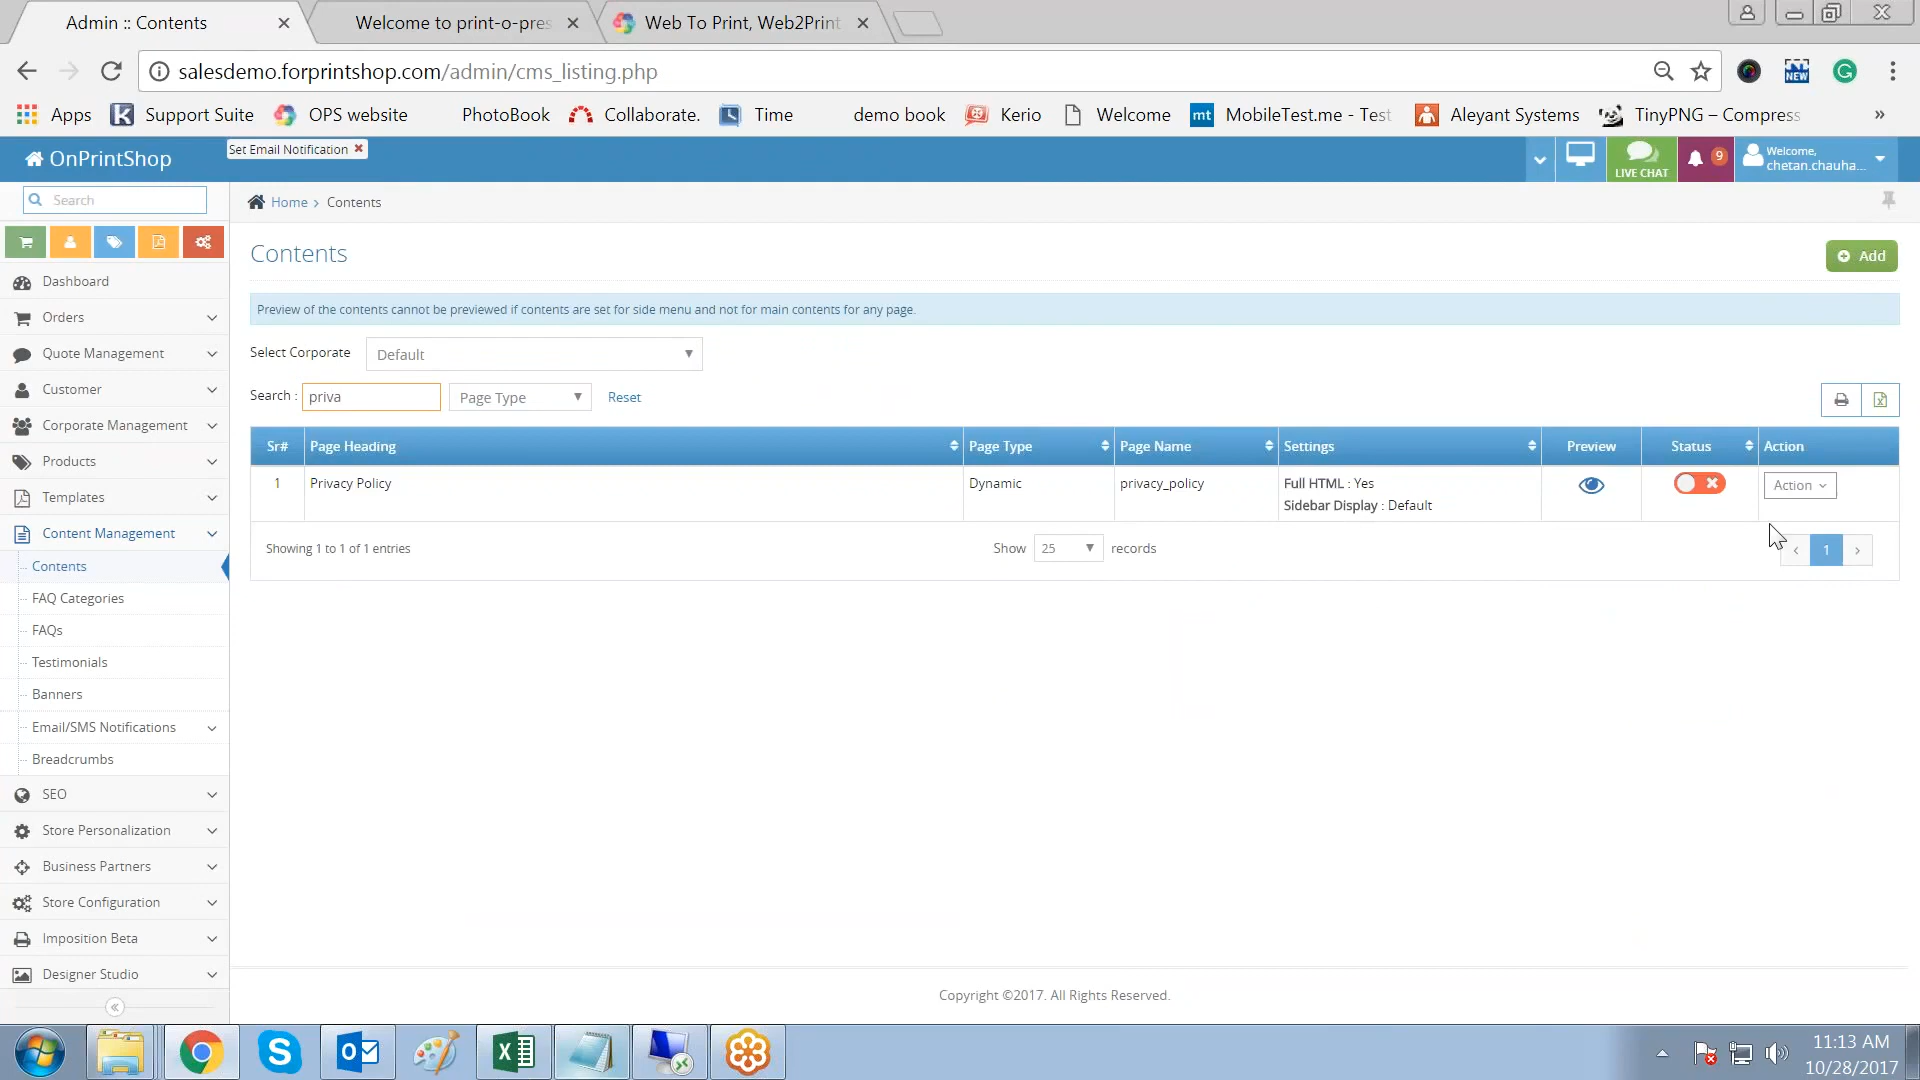 Admin :: Contents
Welcome to print-o-pres
Web To Print, Web2Print
salesdemo.forprintshop.com/admin/cms_listing.php
Apps
Support Suite
OPS website
PhotoBook
Collaborate.
Time
demo book
Kerio
Welcome
mt
MobileTest.me - Test
Aleyant Systems
TinyPNG – Compress
»
NEW
OnPrintShop
Set Email Notification
LIVE CHAT
9
Welcome,
chetan.chauha...
Search
Home > Contents
Contents
Add
Preview of the contents cannot be previewed if contents are set for side menu and not for main contents for any page.
Select Corporate
Default
Search :
priva
Page Type
Reset
Sr#
Page Heading
Page Type
Page Name
Settings
Preview
Status
Action
1
Privacy Policy
Dynamic
privacy_policy
Full HTML : Yes
Sidebar Display : Default
Action
Showing 1 to 1 of 1 entries
Show
25
records
‹
1
›
Dashboard
Orders
Quote Management
Customer
Corporate Management
Products
Templates
Content Management
Contents
FAQ Categories
FAQs
Testimonials
Banners
Email/SMS Notifications
Breadcrumbs
SEO
Store Personalization
Business Partners
Store Configuration
Imposition Beta
Designer Studio
«
Copyright ©2017. All Rights Reserved.
11:13 AM
10/28/2017